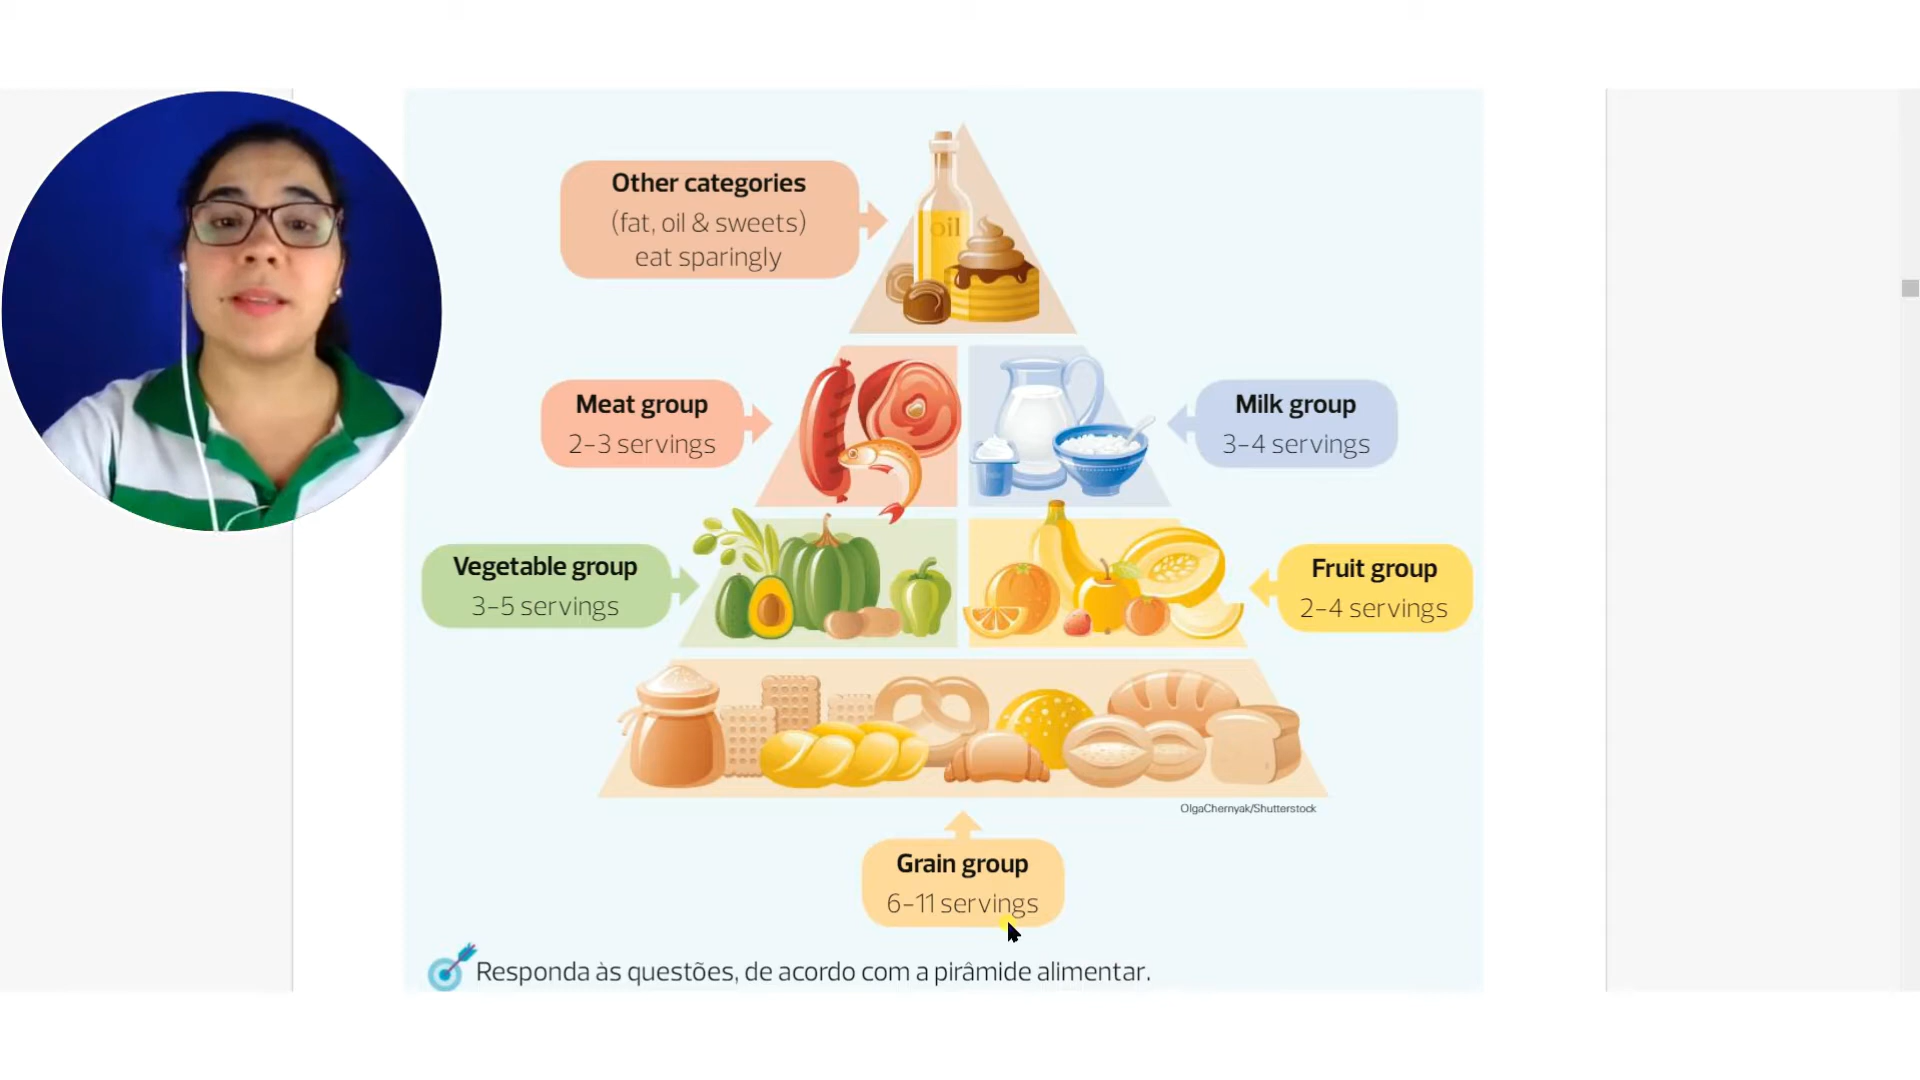 Other categories
(fat, oil & sweets)
eat sparingly
oil
Meat group
2-3 servings
Milk group
3-4 servings
Vegetable group
3-5 servings
Fruit group
2-4 servings
OlgaChernyak/Shutterstock
Grain group
6-11 servings
Responda às questões, de acordo com a pirâmide alimentar.